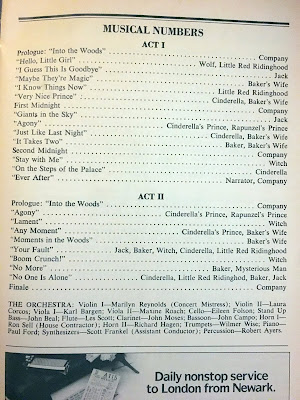 MUSICAL NUMBERS
ACT I
Prologue: "Into the Woods" Company
"Hello, Little Girl" Wolf, Little Red Ridinghood
"I Guess This Is Goodbye" Jack
"Maybe They're Magic" Baker's Wife
"I Know Things Now" Little Red Ridinghood
"Very Nice Prince" Cinderella, Baker's Wife
First Midnight Company
"Giants in the Sky" Jack
"Agony" Cinderella's Prince, Rapunzel's Prince
"Just Like Last Night" Cinderella, Baker's Wife
"It Takes Two" Baker, Baker's Wife
Second Midnight Company
"Stay with Me" Witch
"On the Steps of the Palace" Cinderella
"Ever After" Narrator, Company
ACT II
Prologue: "Into the Woods" Company
"Agony" Cinderella's Prince, Rapunzel's Prince
"Lament" Witch
"Any Moment" Cinderella's Prince, Baker's Wife
"Moments in the Woods" Baker's Wife
"Your Fault" Jack, Baker, Witch, Cinderella, Little Red Ridinghood
"Boom Crunch!" Witch
"No More" Baker, Mysterious Man
"No One Is Alone" Cinderella, Little Red Ridinghood, Baker, Jack
Finale Company
THE ORCHESTRA: Violin I—Marilyn Reynolds (Concert Mistress); Violin II—Laura
Corcos; Viola I—Karl Bargen; Viola II—Maxine Roach; Cello—Eileen Folson; Stand Up
Bass—John Beal; Flute—Les Scott; Clarinet—John Moses; Bassoon—John Campo; Horn I—
Ron Sell (House Contractor); Horn II—Richard Hagen; Trumpets—Wilmer Wise; Piano—
Paul Ford; Synthesizers—Scott Frankel (Assistant Conductor); Percussion—Robert Ayers.
Daily nonstop service
to London from Newark.